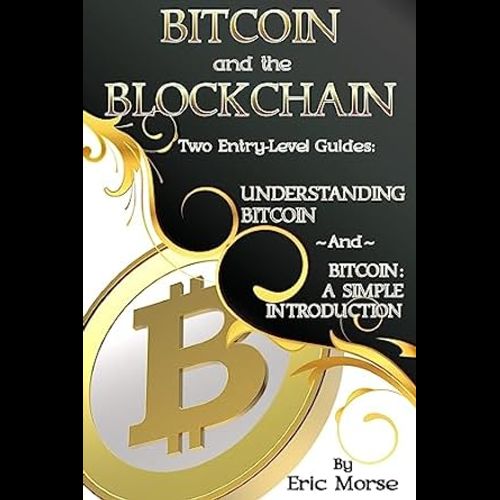 BITCOIN
and the
BLOCKCHAIN
Two Entry-Level Guides:
UNDERSTANDING
BITCOIN
~And~
BITCOIN:
A SIMPLE
INTRODUCTION
By
Eric Morse